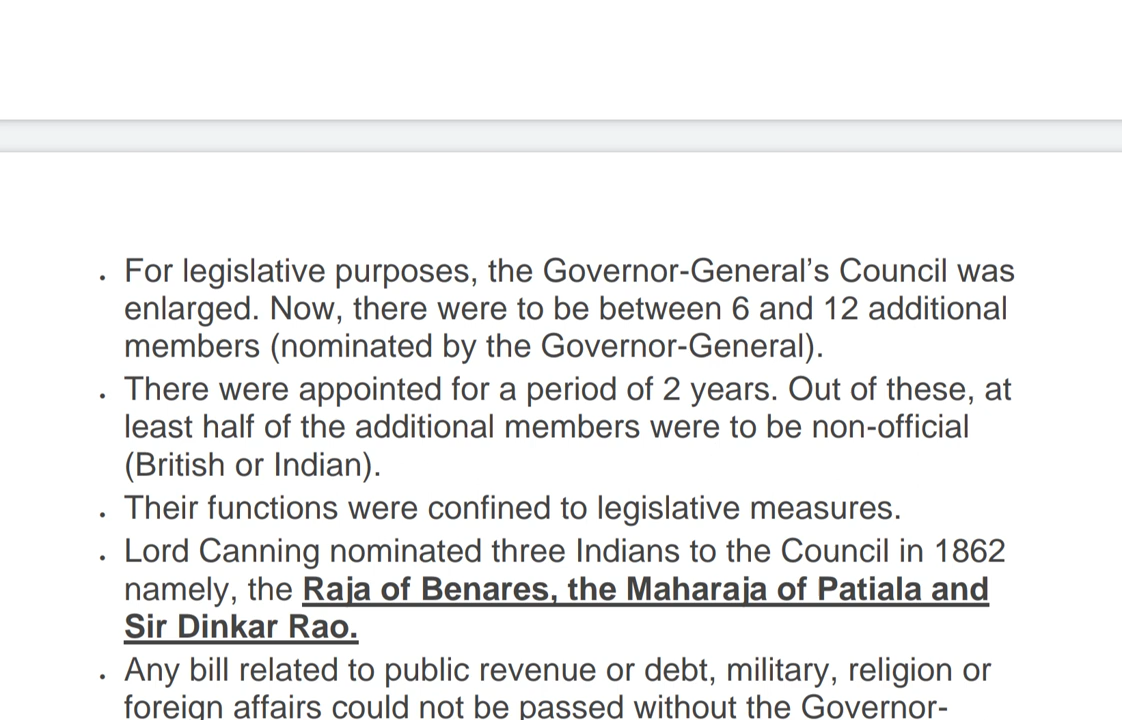 • For legislative purposes, the Governor-General’s Council was
enlarged. Now, there were to be between 6 and 12 additional
members (nominated by the Governor-General).
• There were appointed for a period of 2 years. Out of these, at
least half of the additional members were to be non-official
(British or Indian).
• Their functions were confined to legislative measures.
• Lord Canning nominated three Indians to the Council in 1862
namely, the Raja of Benares, the Maharaja of Patiala and
Sir Dinkar Rao.
• Any bill related to public revenue or debt, military, religion or
foreign affairs could not be passed without the Governor-